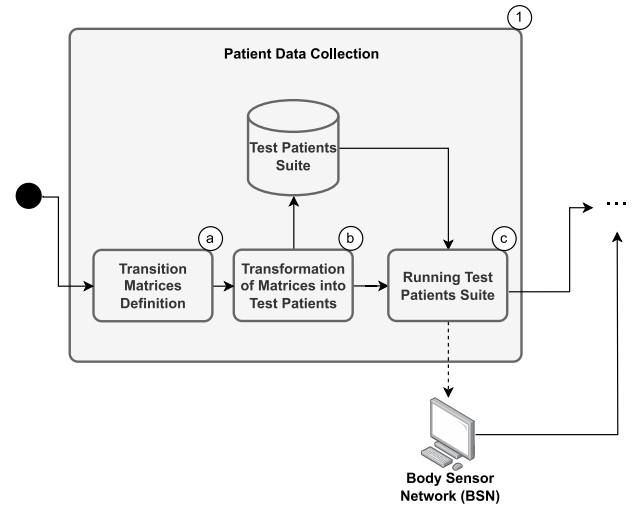 1
Patient Data Collection
Test Patients
Suite
...
a
b
c
Transition
Matrices
Definition
Transformation
of Matrices into
Test Patients
Running Test
Patients Suite
Body Sensor
Network (BSN)